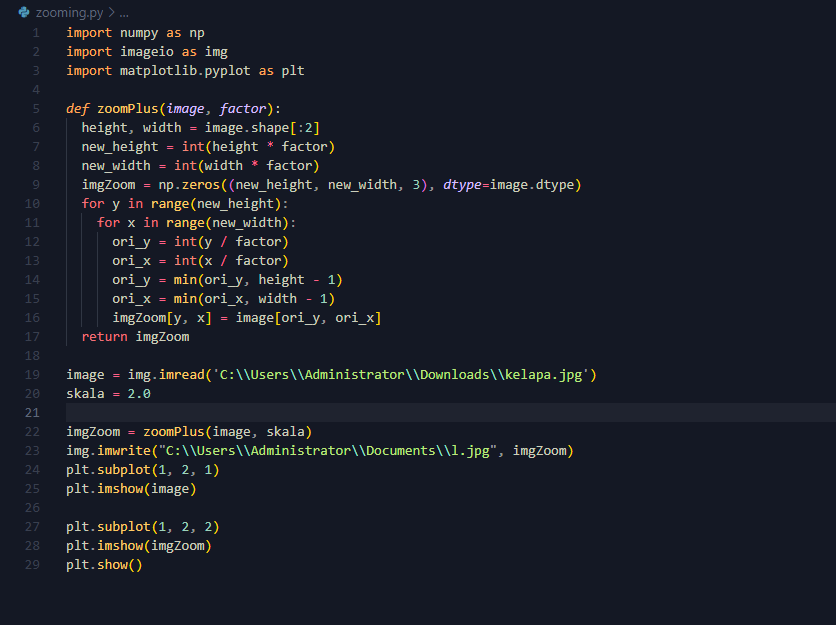 zooming.py > ...
1 import numpy as np
2 import imageio as img
3 import matplotlib.pyplot as plt
4
5 def zoomPlus(image, factor):
6   height, width = image.shape[:2]
7   new_height = int(height * factor)
8   new_width = int(width * factor)
9   imgZoom = np.zeros((new_height, new_width, 3), dtype=image.dtype)
10   for y in range(new_height):
11     for x in range(new_width):
12       ori_y = int(y / factor)
13       ori_x = int(x / factor)
14       ori_y = min(ori_y, height - 1)
15       ori_x = min(ori_x, width - 1)
16       imgZoom[y, x] = image[ori_y, ori_x]
17   return imgZoom
18
19 image = img.imread('C:\\Users\\Administrator\\Downloads\\kelapa.jpg')
20 skala = 2.0
21
22 imgZoom = zoomPlus(image, skala)
23 img.imwrite("C:\\Users\\Administrator\\Documents\\l.jpg", imgZoom)
24 plt.subplot(1, 2, 1)
25 plt.imshow(image)
26
27 plt.subplot(1, 2, 2)
28 plt.imshow(imgZoom)
29 plt.show()